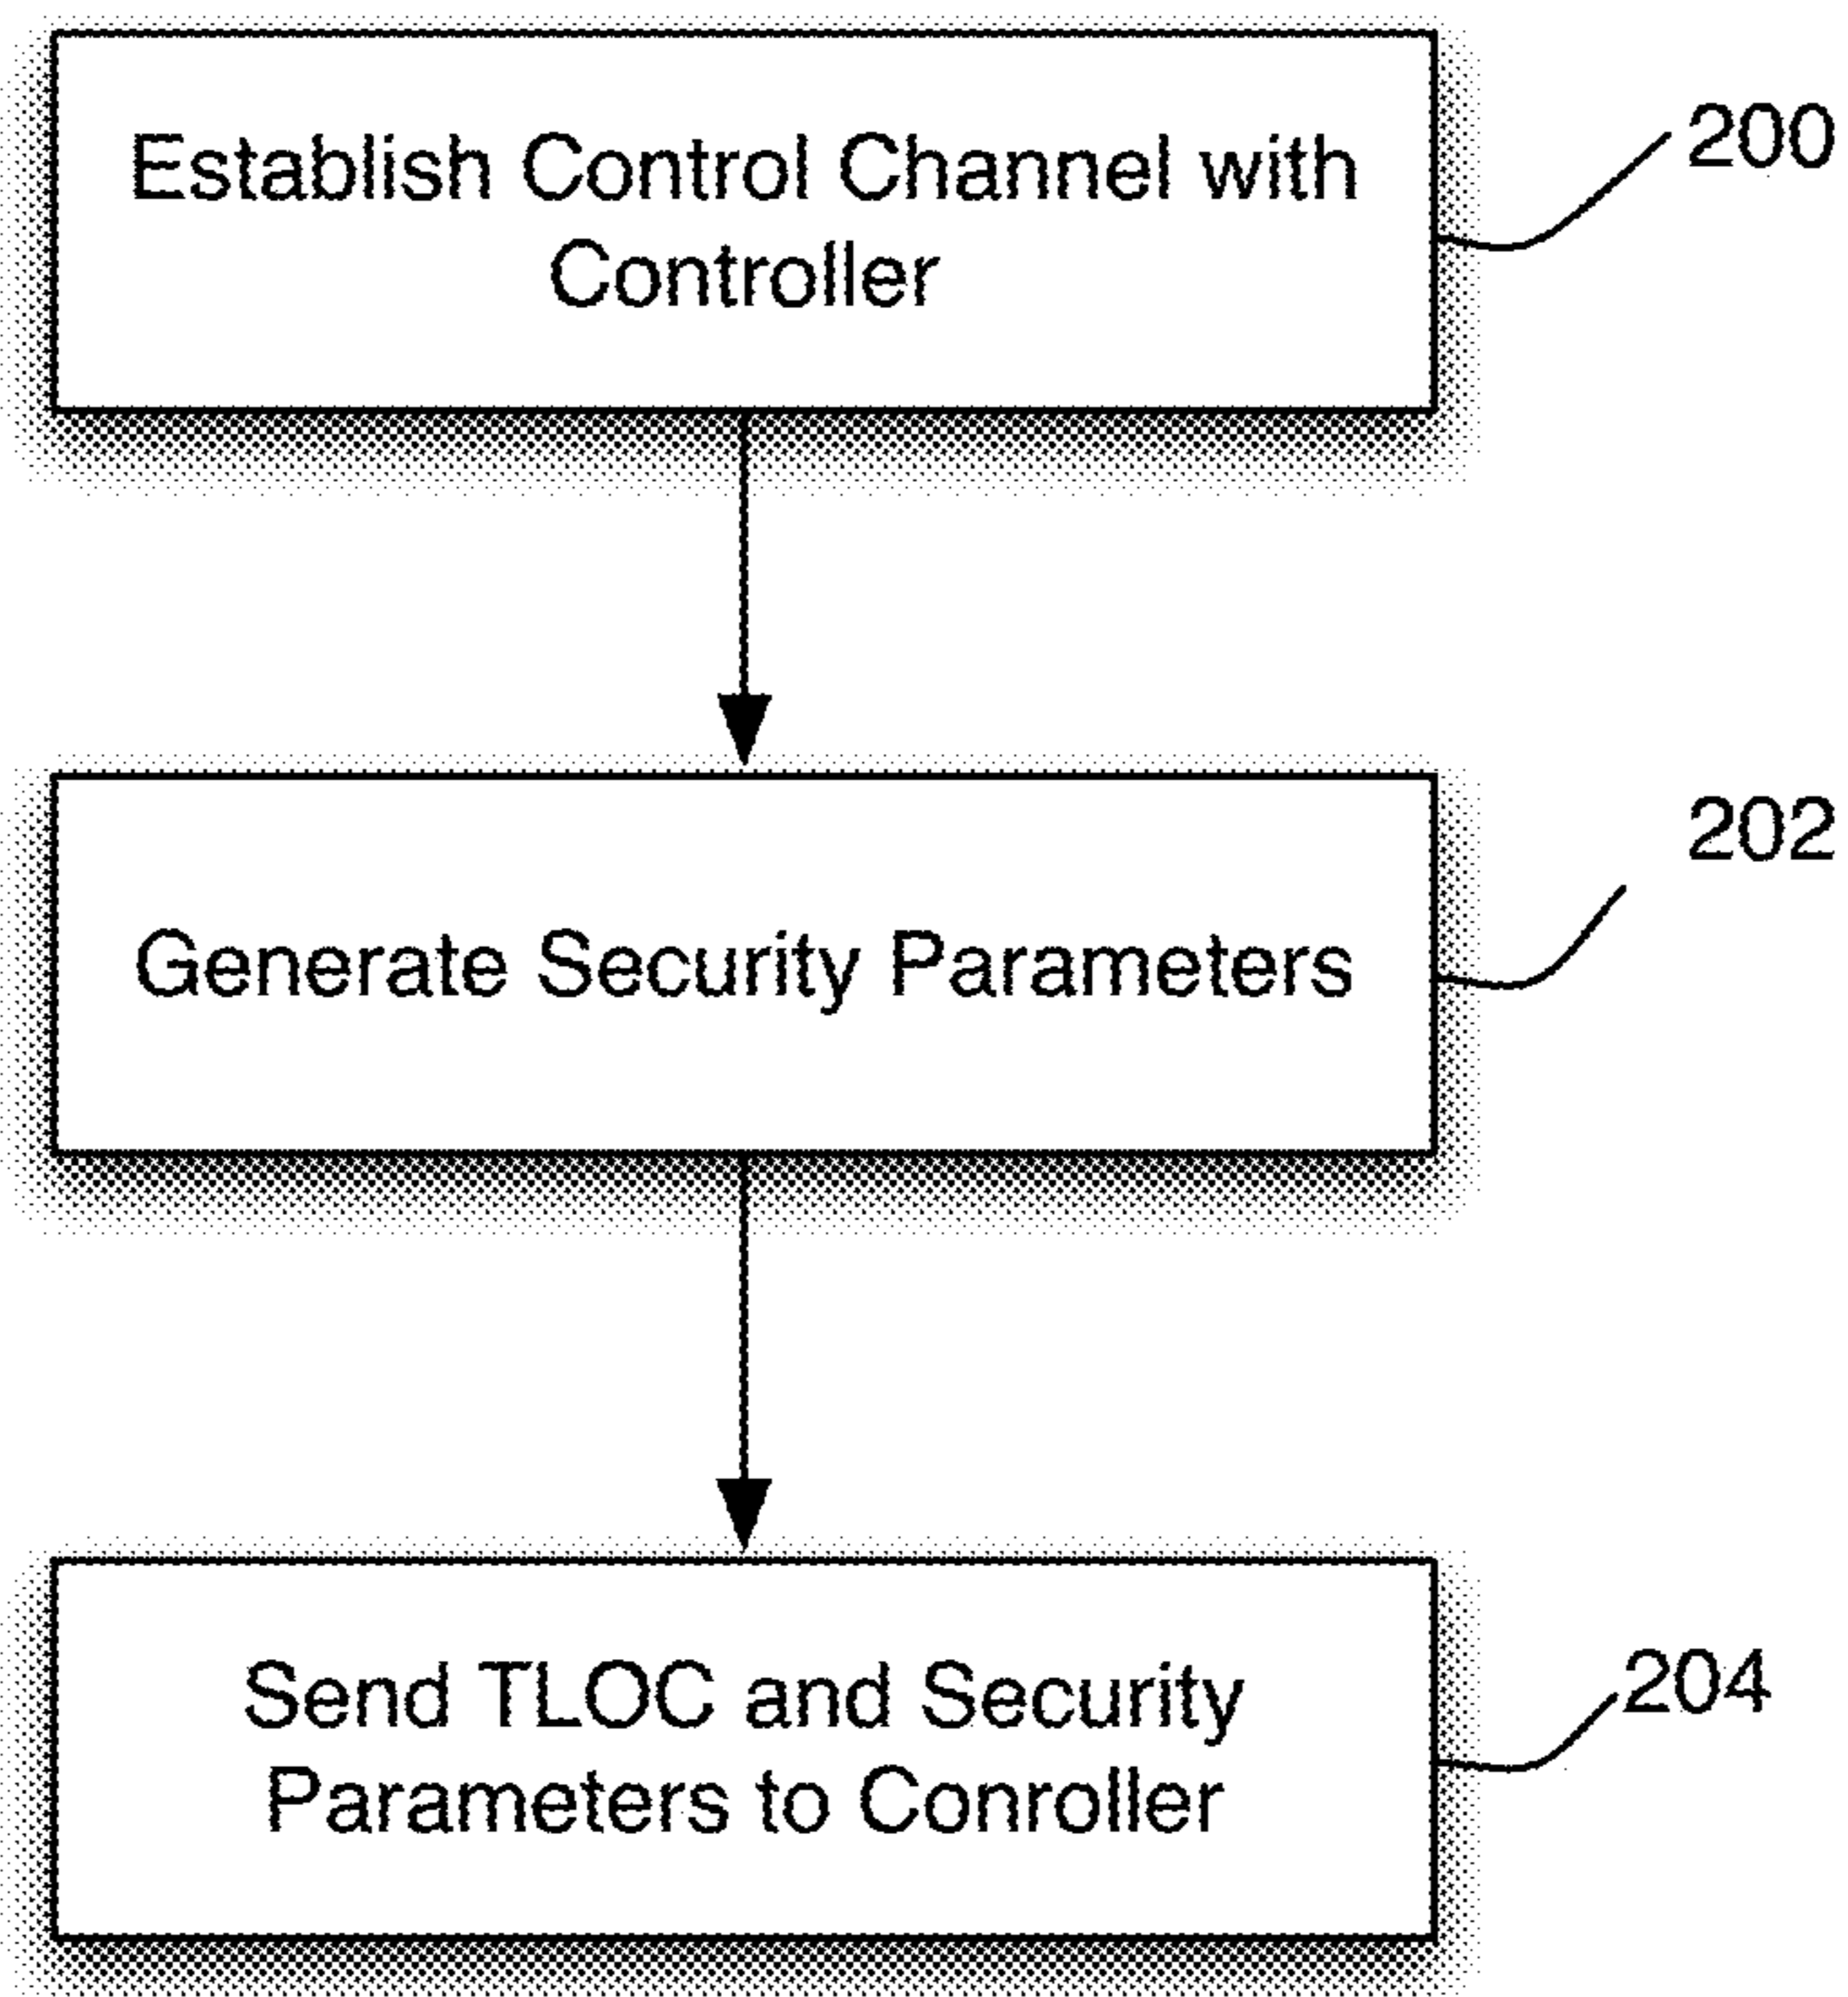 Establish Control Channel with
Controller
200
Generate Security Parameters
202
Send TLOC and Security
Parameters to Conroller
204